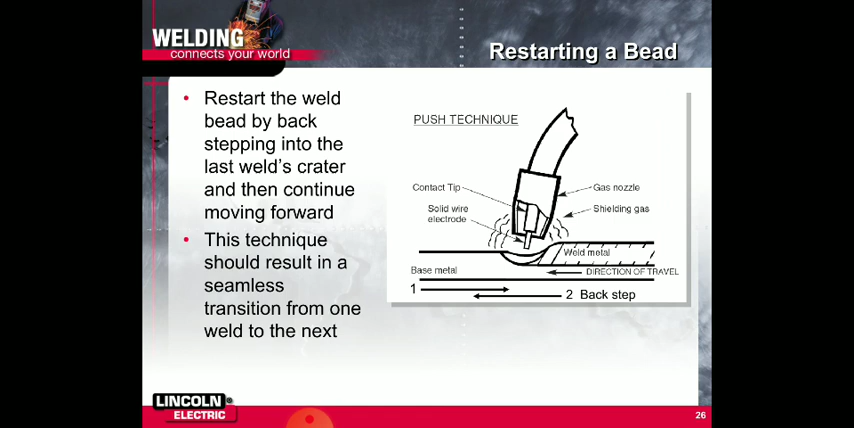 WELDING
connects your world
Restarting a Bead
• Restart the weld
bead by back
stepping into the
last weld's crater
and then continue
moving forward
• This technique
should result in a
seamless
transition from one
weld to the next
PUSH TECHNIQUE
Contact Tip
Gas nozzle
Solid wire
electrode
Shielding gas
Weld metal
Base metal
DIRECTION OF TRAVEL
1
2 Back step
LINCOLN ®
ELECTRIC
26